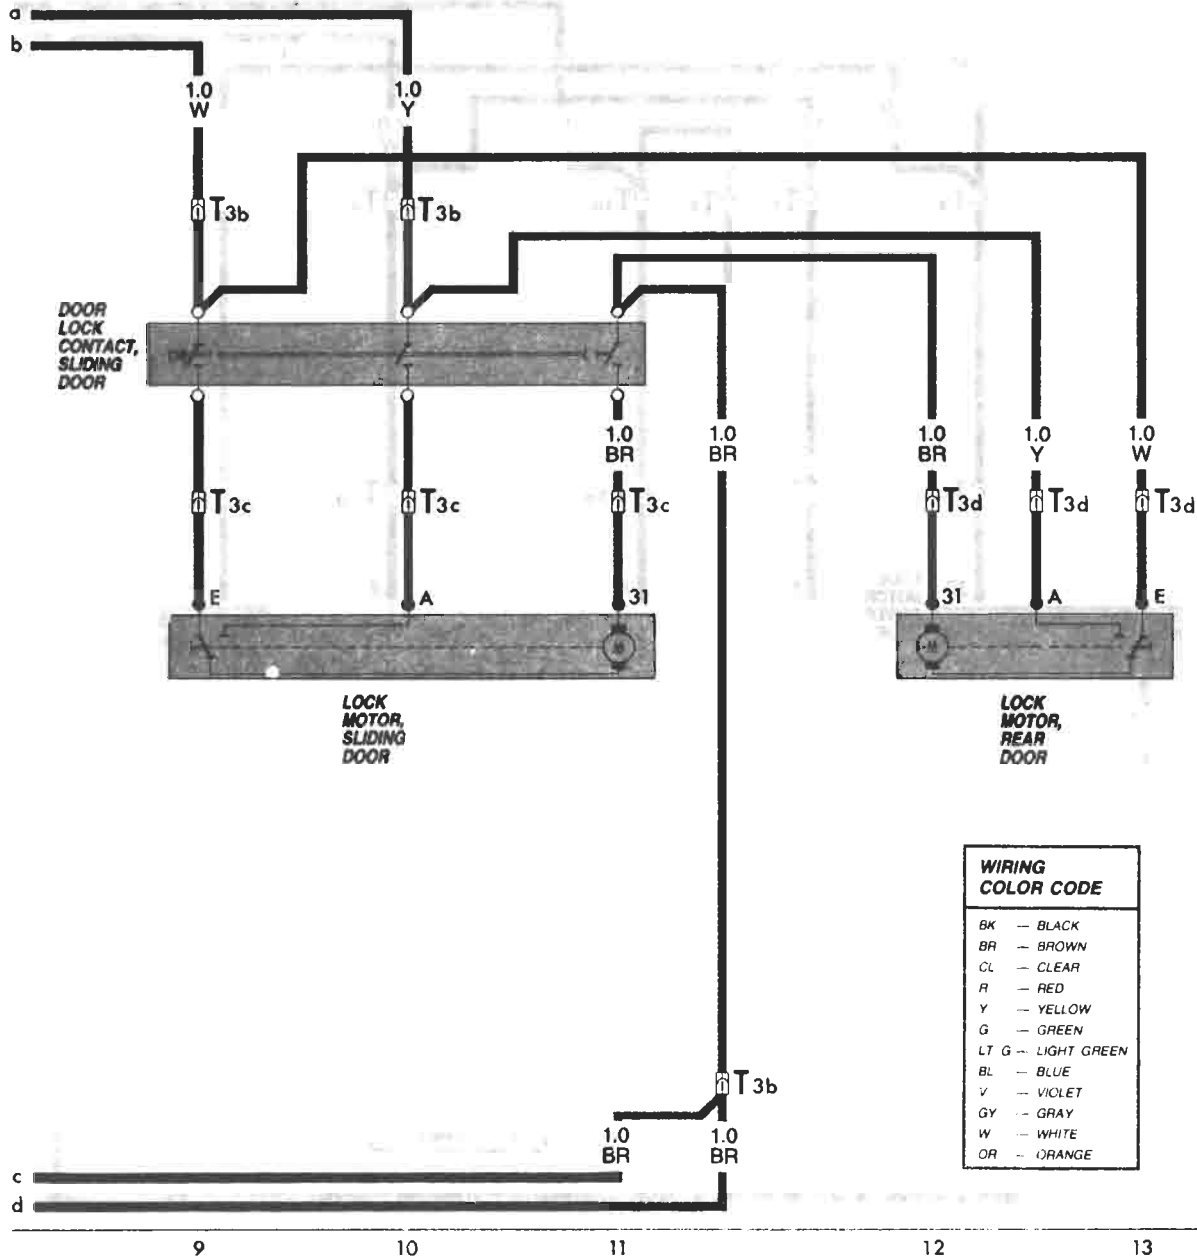 a
b
1.0
W
1.0
Y
T3b
T3b
DOOR
LOCK
CONTACT,
SLIDING
DOOR
1.0
BR
1.0
BR
1.0
BR
1.0
Y
1.0
W
T3c
T3c
T3c
T3d
T3d
T3d
E
A
31
31
A
E
M
M
LOCK
MOTOR,
SLIDING
DOOR
LOCK
MOTOR,
REAR
DOOR
WIRING
COLOR CODE
BK — BLACK
BR — BROWN
CL — CLEAR
R — RED
Y — YELLOW
G — GREEN
LT G — LIGHT GREEN
BL — BLUE
V — VIOLET
GY — GRAY
W — WHITE
OR — ORANGE
T3b
1.0
BR
1.0
BR
c
d
9 10 11 12 13